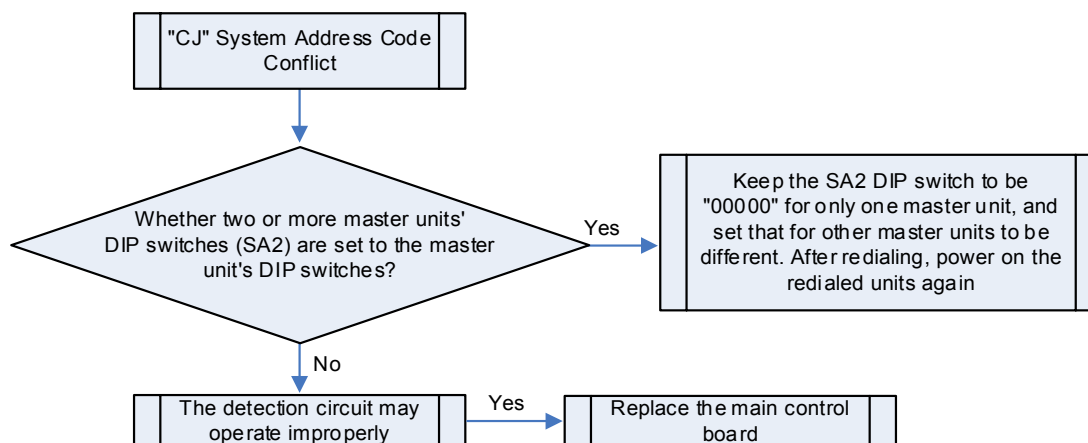 "CJ" System Address Code
Conflict
Whether two or more master units'
DIP switches (SA2) are set to the master
unit's DIP switches?
Yes
Keep the SA2 DIP switch to be
"00000" for only one master unit, and
set that for other master units to be
different. After redialing, power on the
redialed units again
No
The detection circuit may
operate improperly
Yes
Replace the main control
board